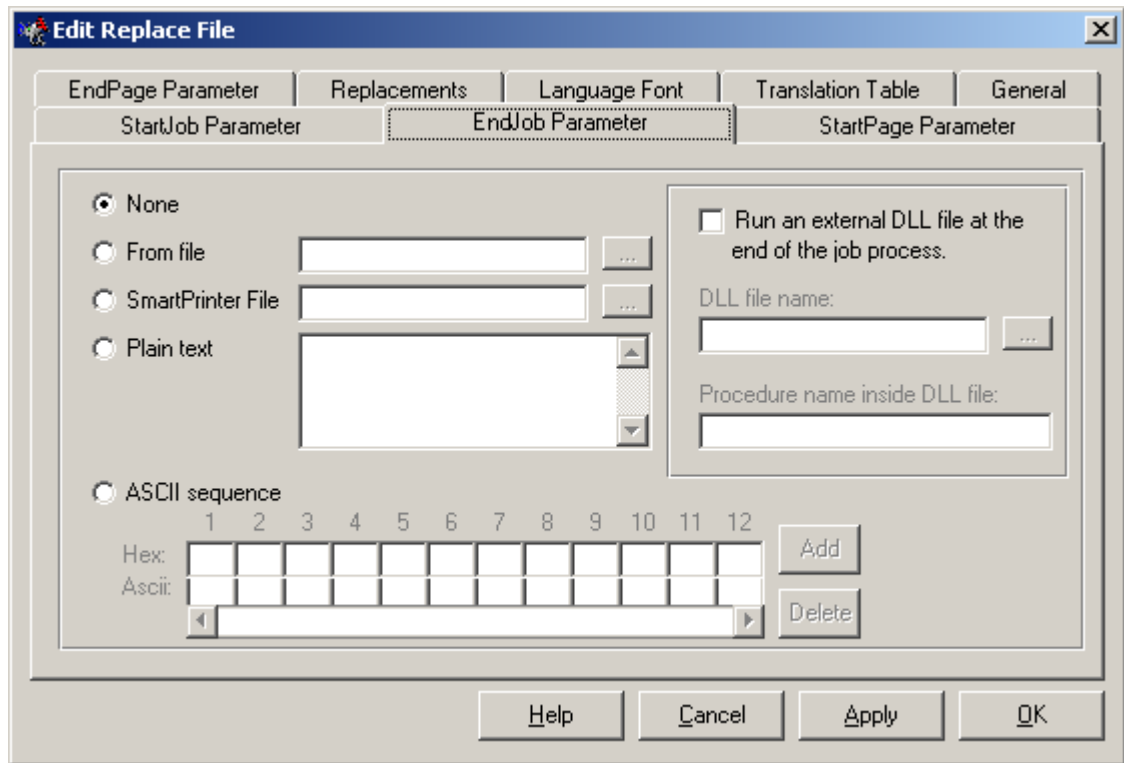 Edit Replace File
EndPage Parameter Replacements Language Font Translation Table General
StartJob Parameter EndJob Parameter StartPage Parameter
None
From file ...
SmartPrinter File ...
Plain text
Run an external DLL file at the
end of the job process.
DLL file name:
...
Procedure name inside DLL file:
ASCII sequence
1 2 3 4 5 6 7 8 9 10 11 12
Hex:
Ascii:
Add
Delete
Help Cancel Apply OK